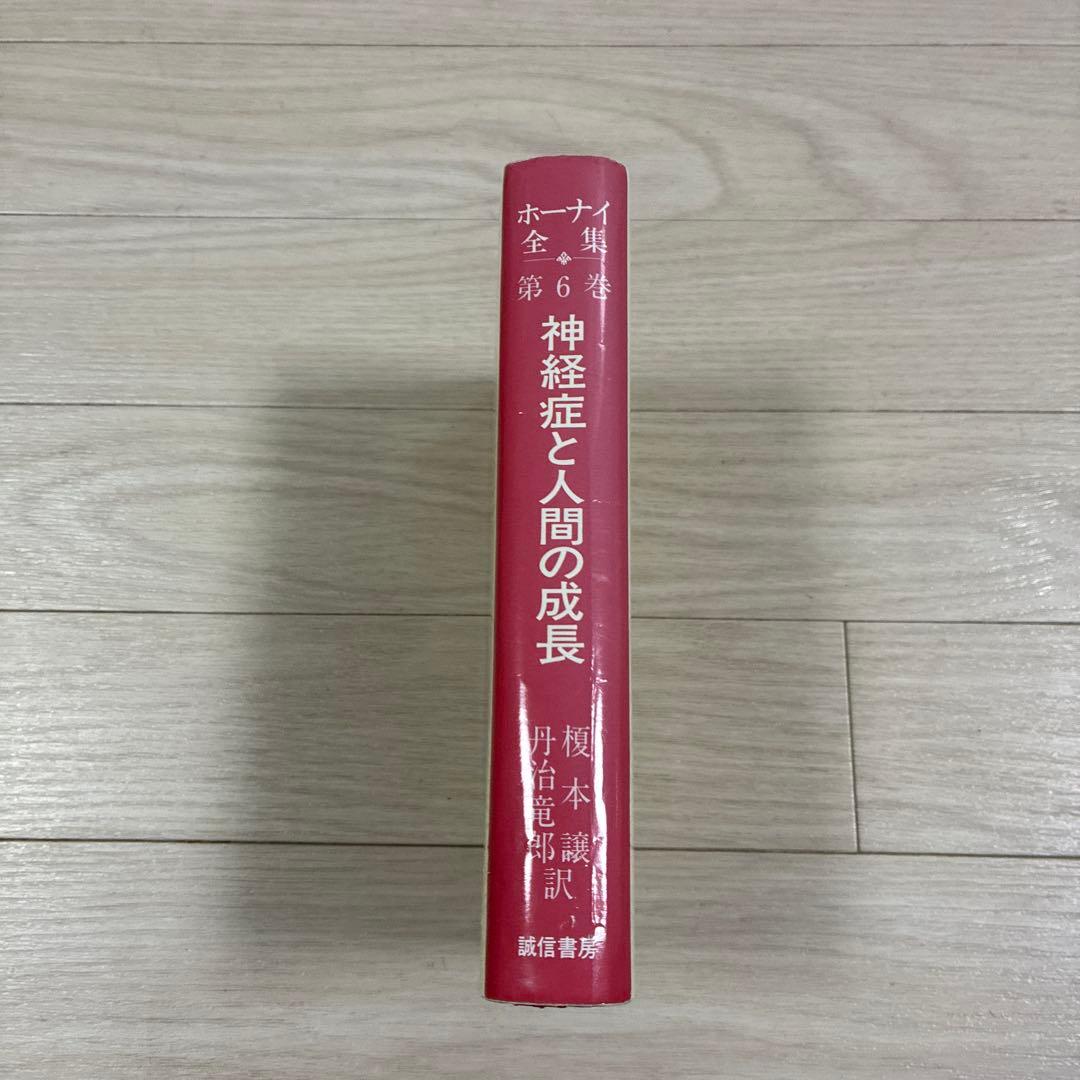 ホーナイ
全集
第6巻
神経症と人間の成長
榎本譲
丹治竜郎
訳
誠信書房